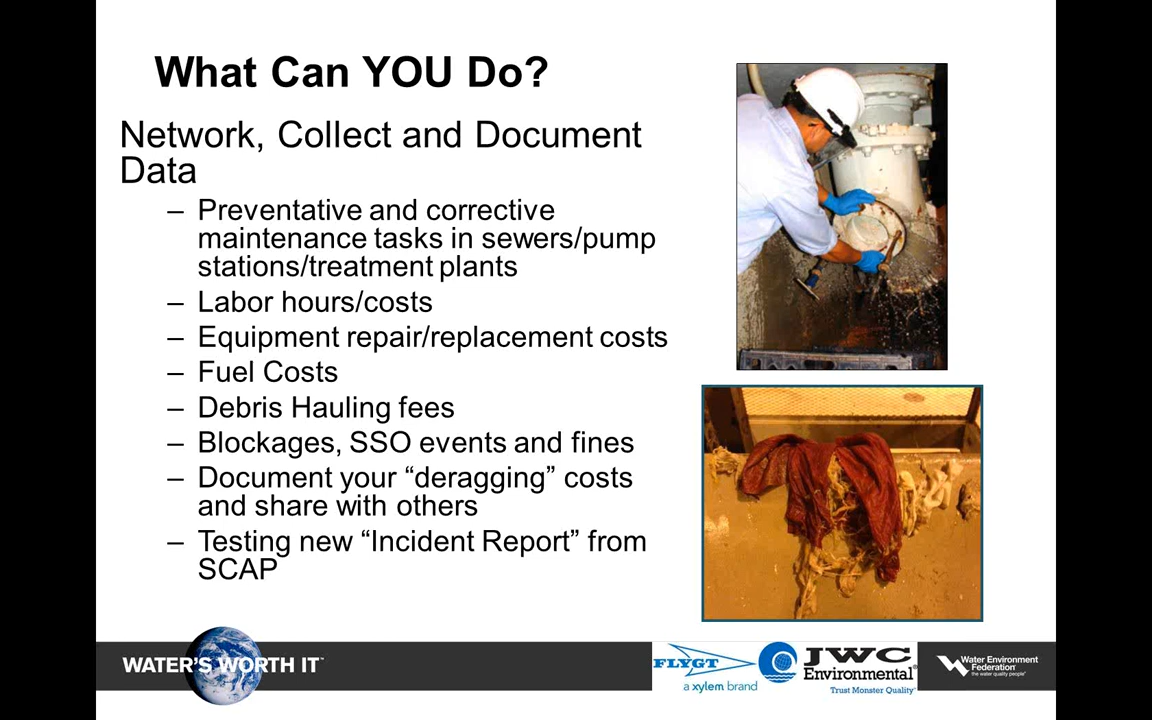 What Can YOU Do?
Network, Collect and Document
Data
– Preventative and corrective
maintenance tasks in sewers/pump
stations/treatment plants
– Labor hours/costs
– Equipment repair/replacement costs
– Fuel Costs
– Debris Hauling fees
– Blockages, SSO events and fines
– Document your “deragging” costs
and share with others
– Testing new “Incident Report” from
SCAP
WATER'S WORTH IT™
FLYGT
a xylem brand
JWC
Environmental®
Trust Monster Quality™
Water Environment
Federation®
the water quality people®